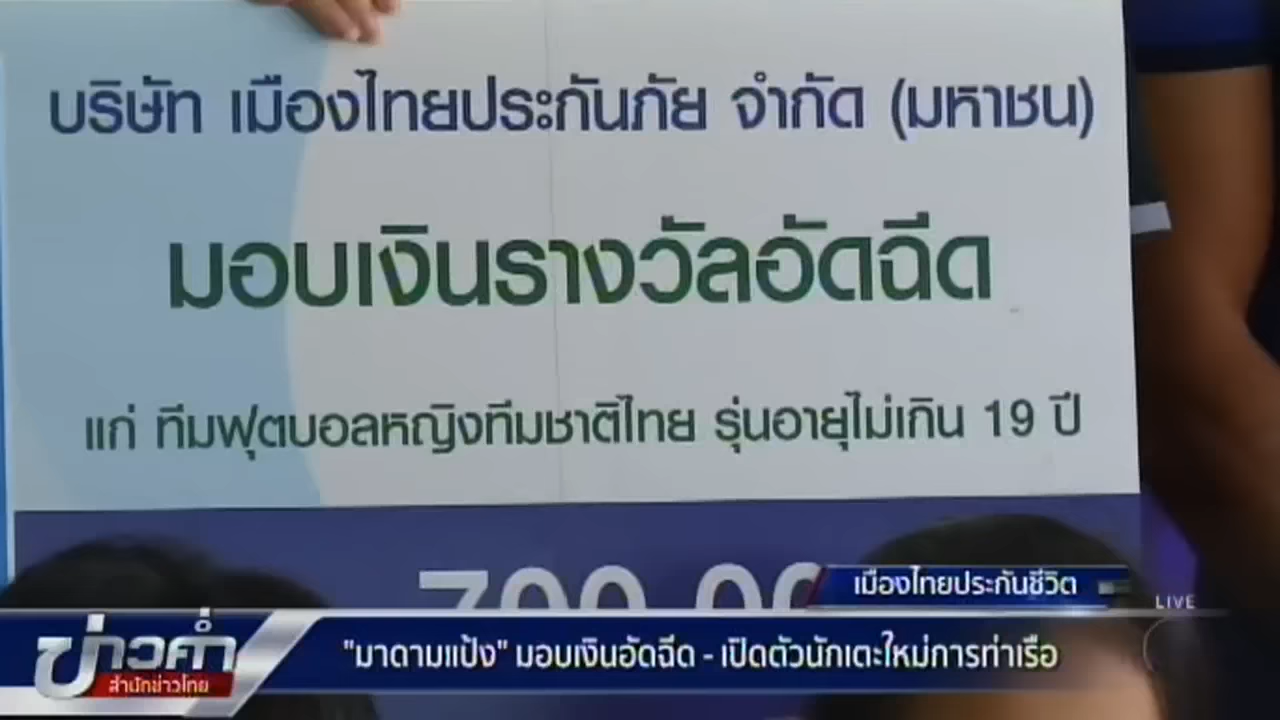 บริษัท เมืองไทยประกันภัย จำกัด (มหาชน)
มอบเงินรางวัลอัดฉีด
แก่ ทีมฟุตบอลหญิงทีมชาติไทย รุ่นอายุไม่เกิน 19 ปี
เมืองไทยประกันชีวิต
LIVE
ข่าวค่ำ
สำนักข่าวไทย
"มาดามแป้ง" มอบเงินอัดฉีด - เปิดตัวนักเตะใหม่การท่าเรือ